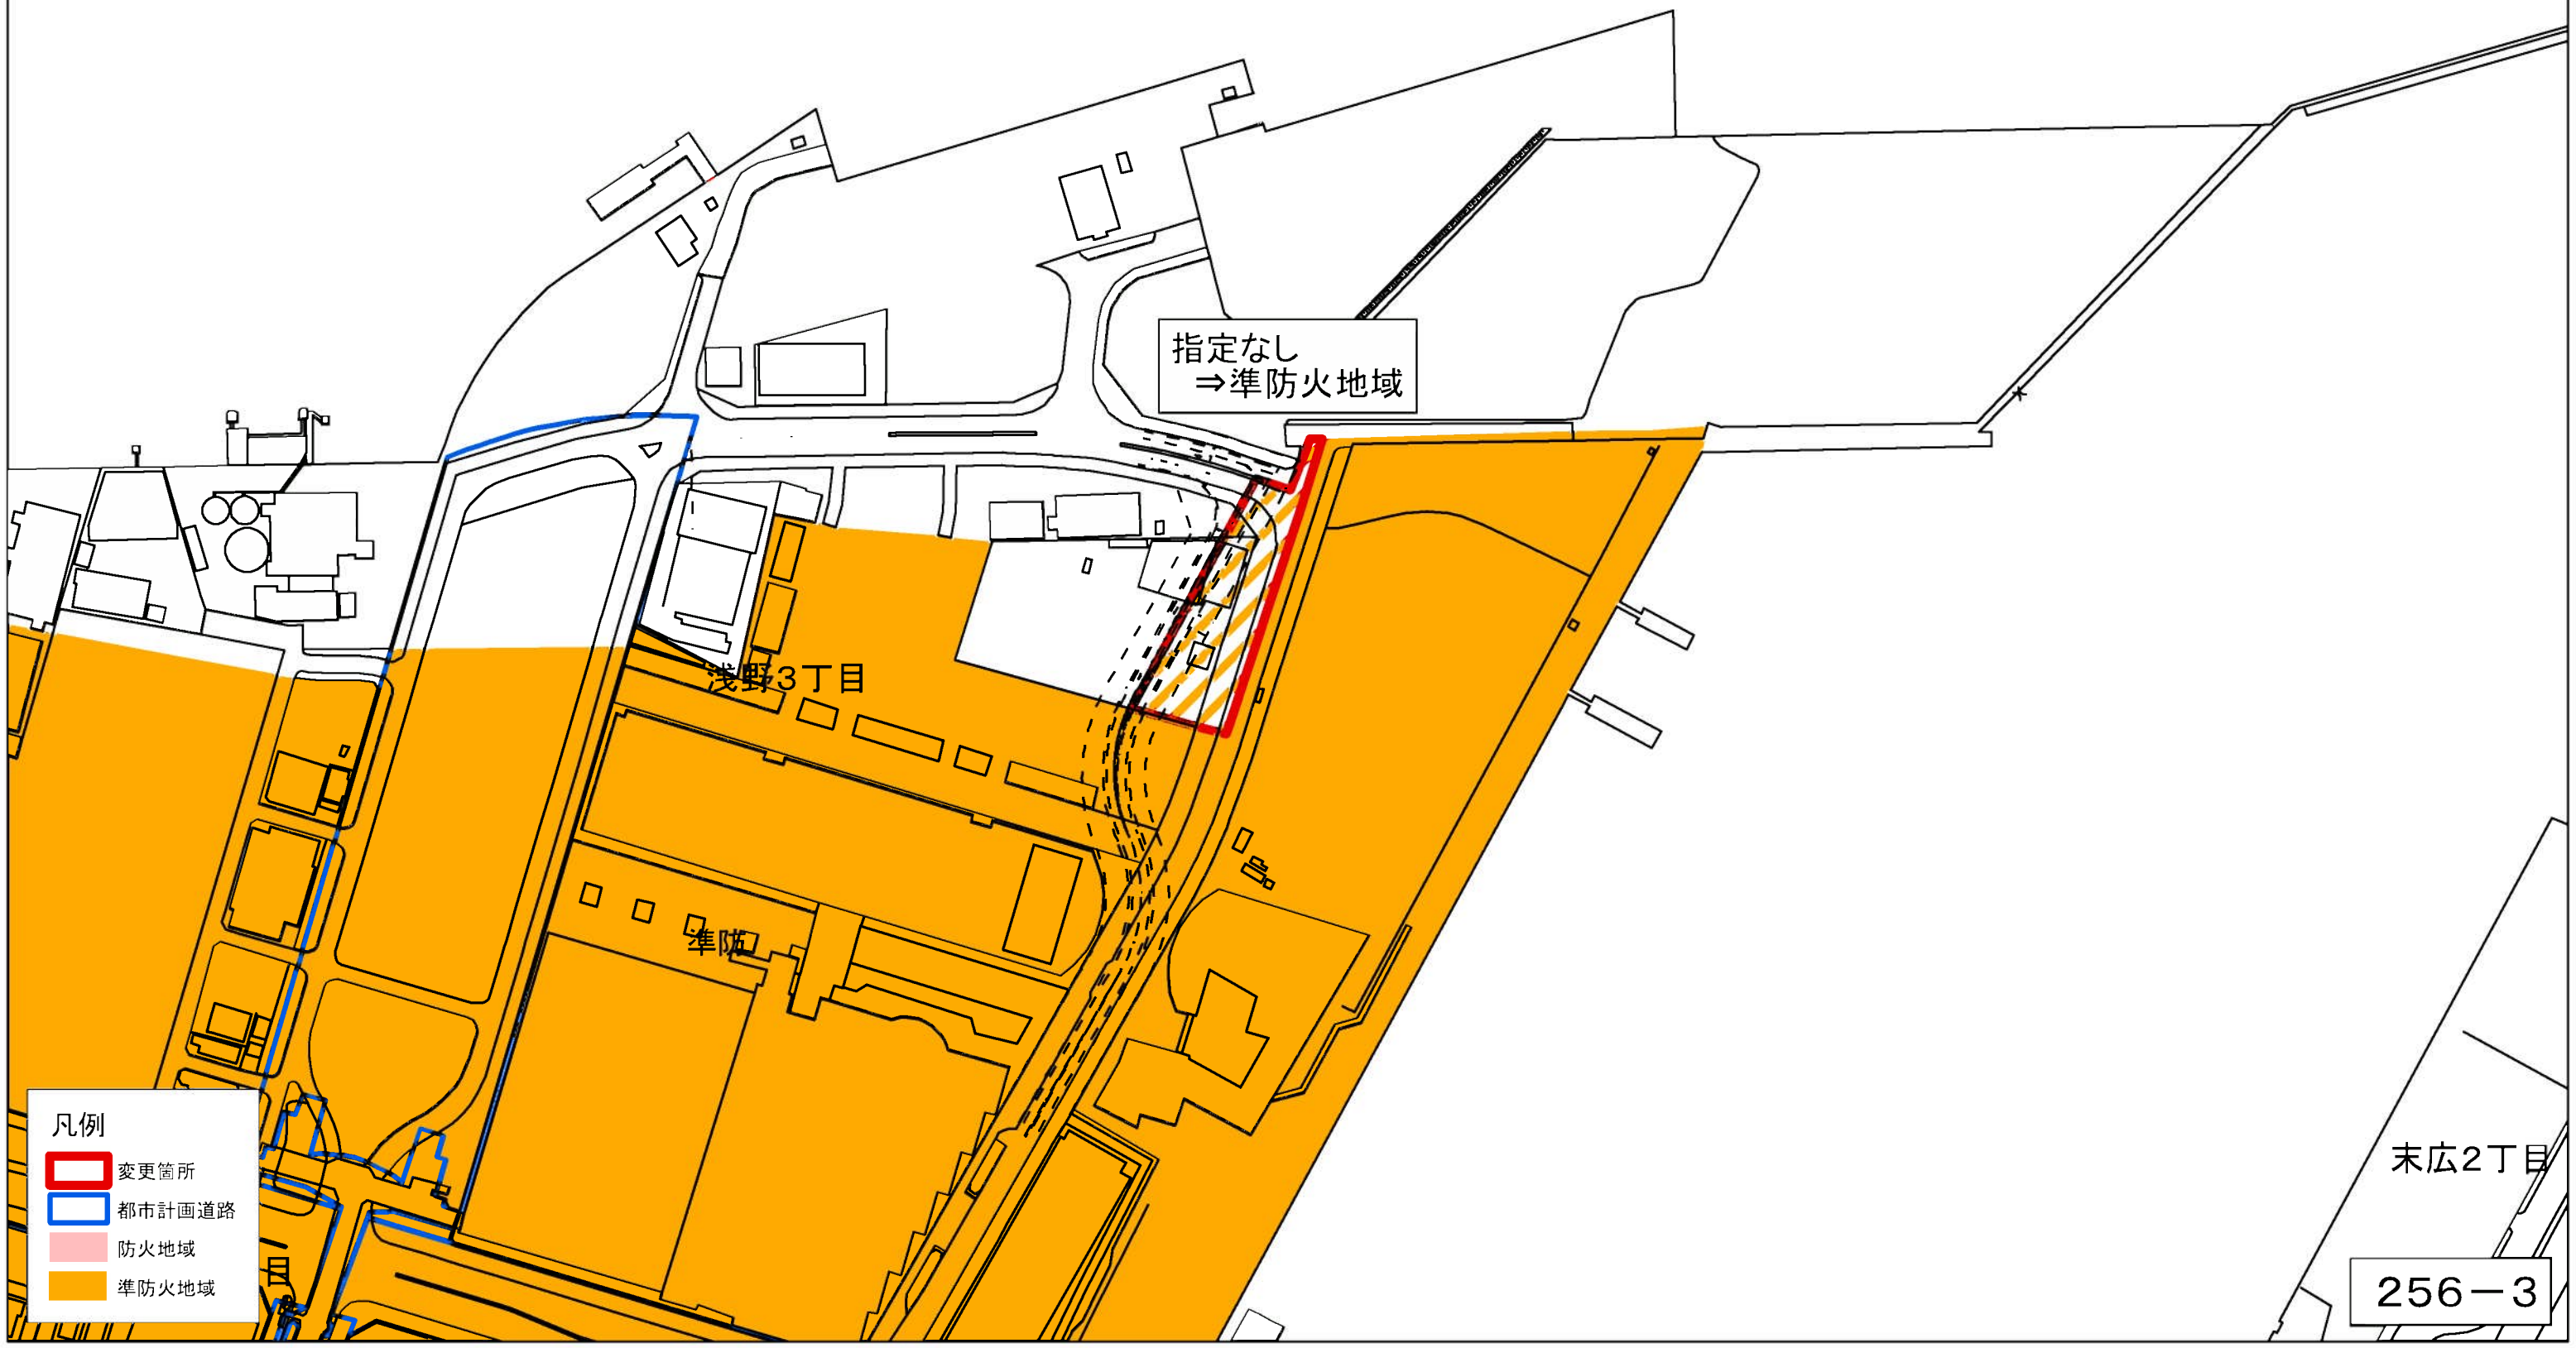 指定なし
⇒準防火地域
浅野3丁目
準防
末広2丁目
凡例
変更箇所
都市計画道路
防火地域
準防火地域
目
256-3